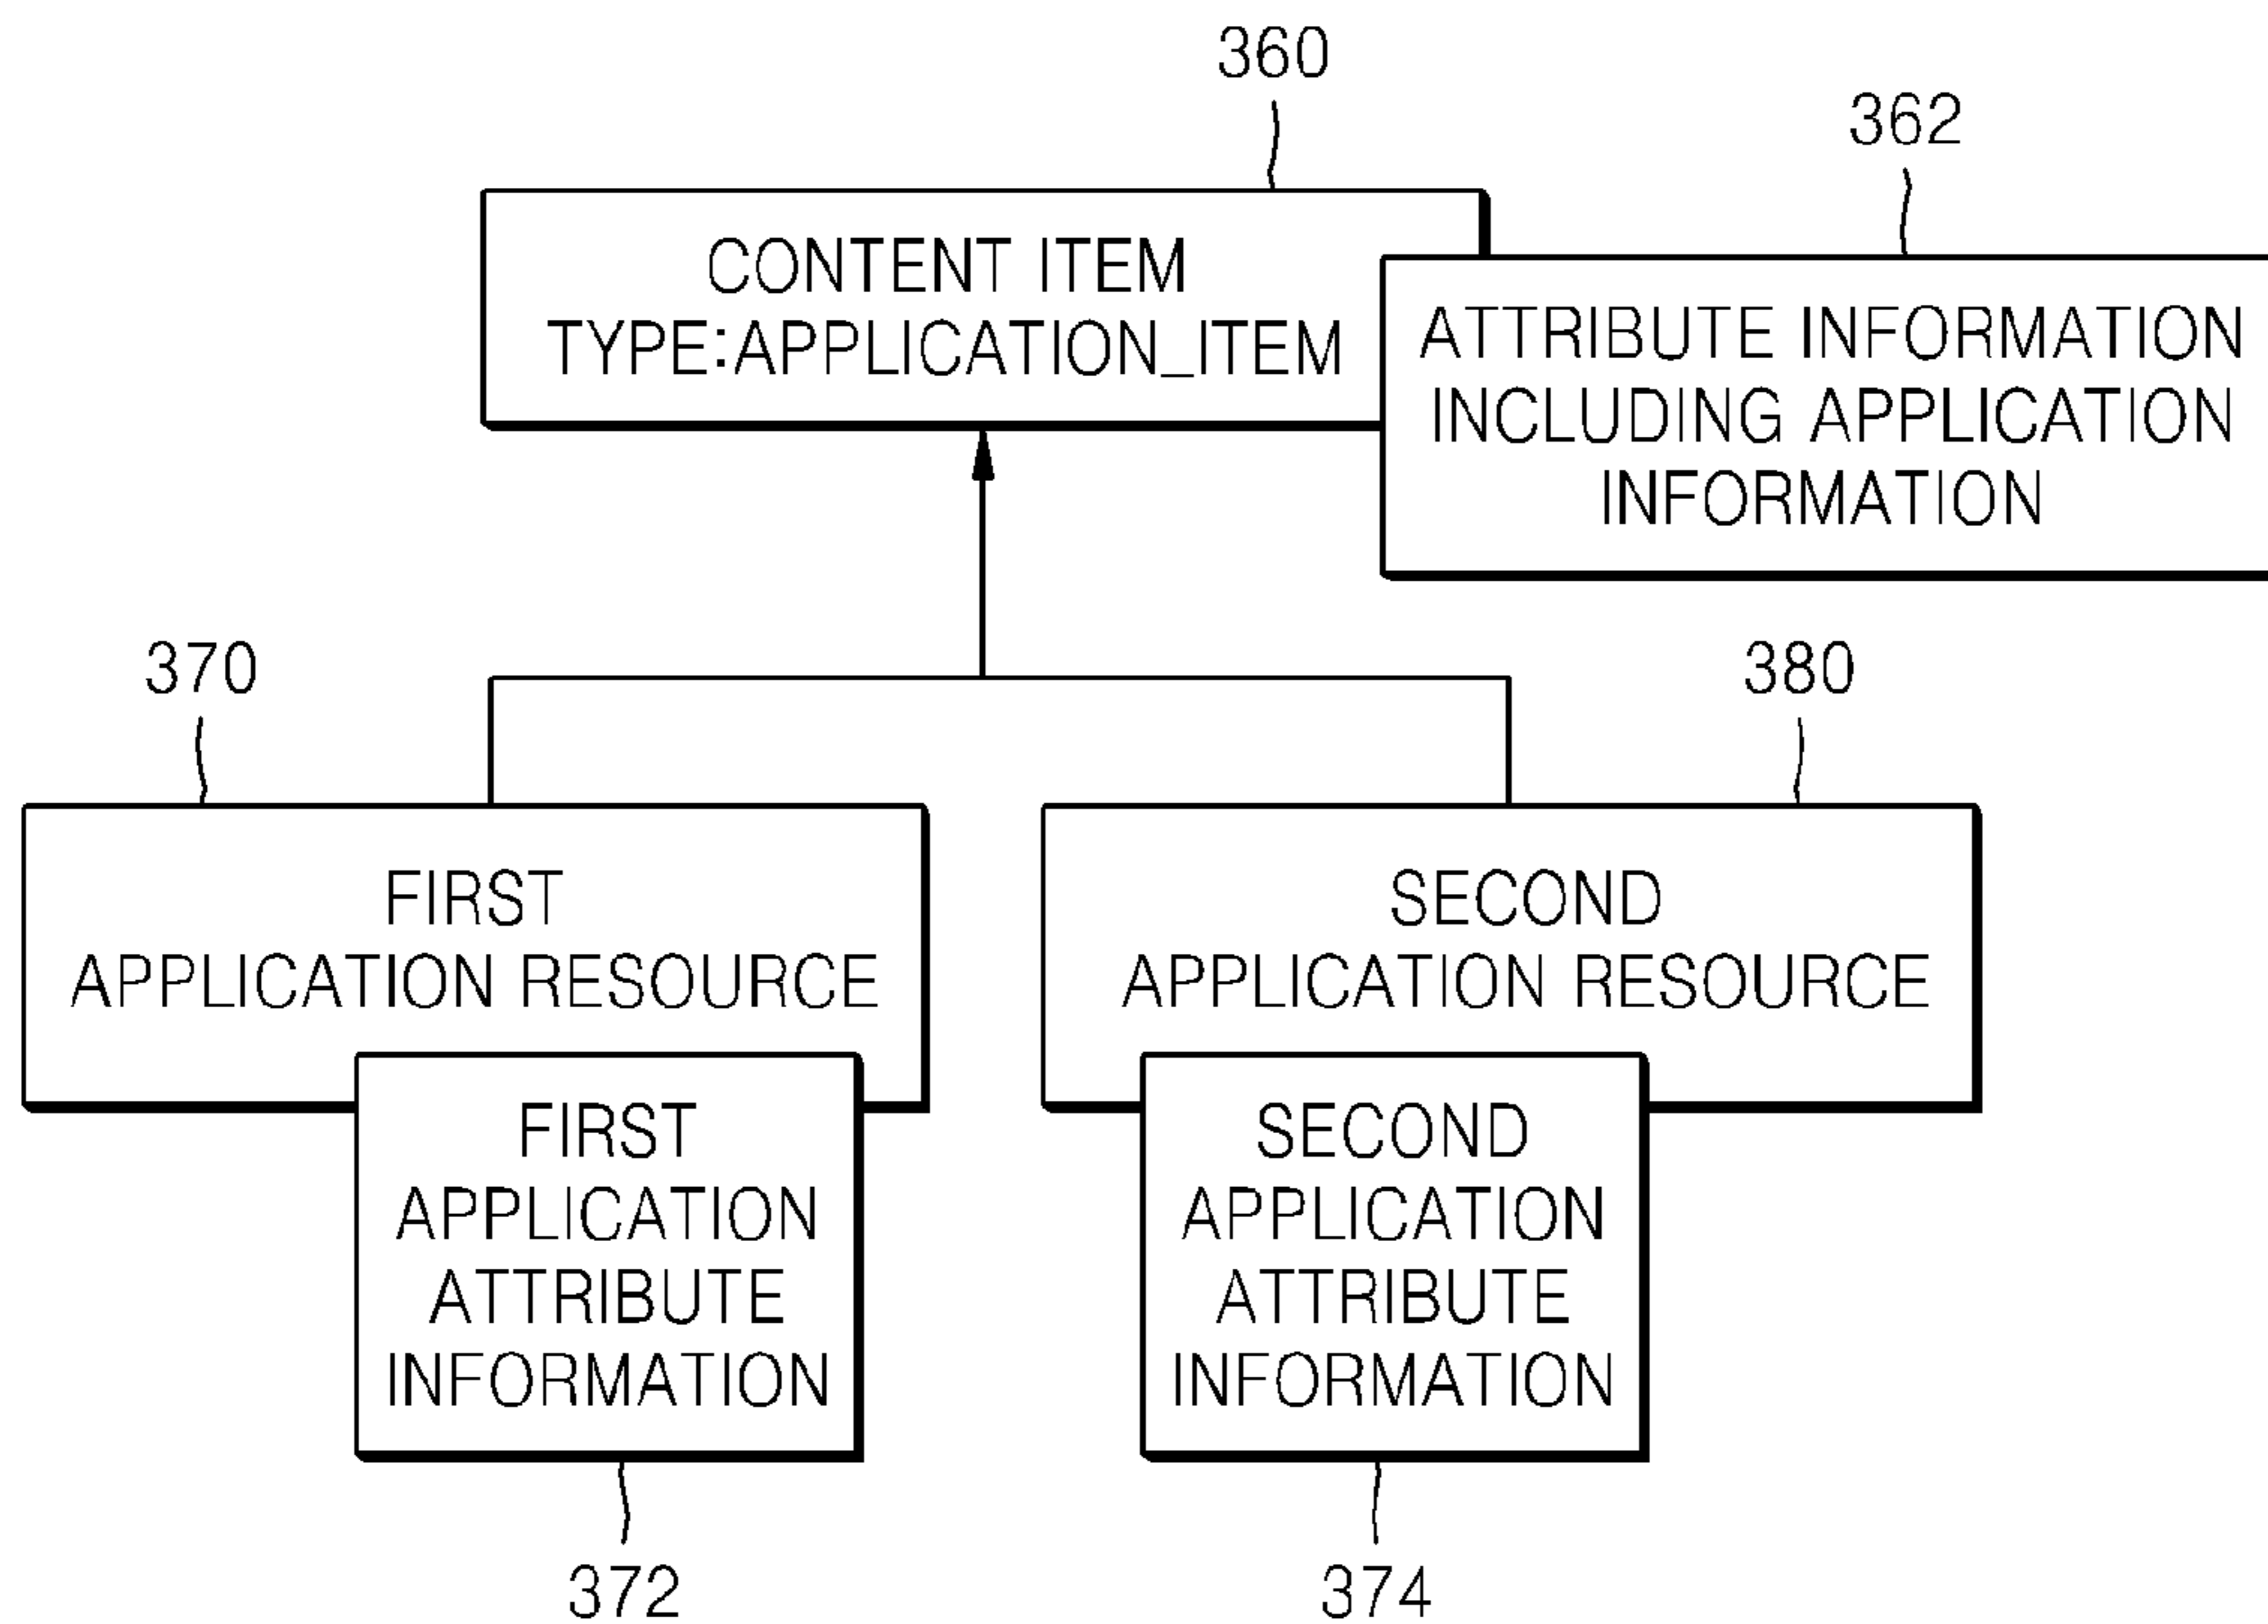 360
362
CONTENT ITEM
TYPE:APPLICATION_ITEM
ATTRIBUTE INFORMATION
INCLUDING APPLICATION
INFORMATION
370
380
FIRST
APPLICATION RESOURCE
SECOND
APPLICATION RESOURCE
FIRST
APPLICATION
ATTRIBUTE
INFORMATION
SECOND
APPLICATION
ATTRIBUTE
INFORMATION
372
374